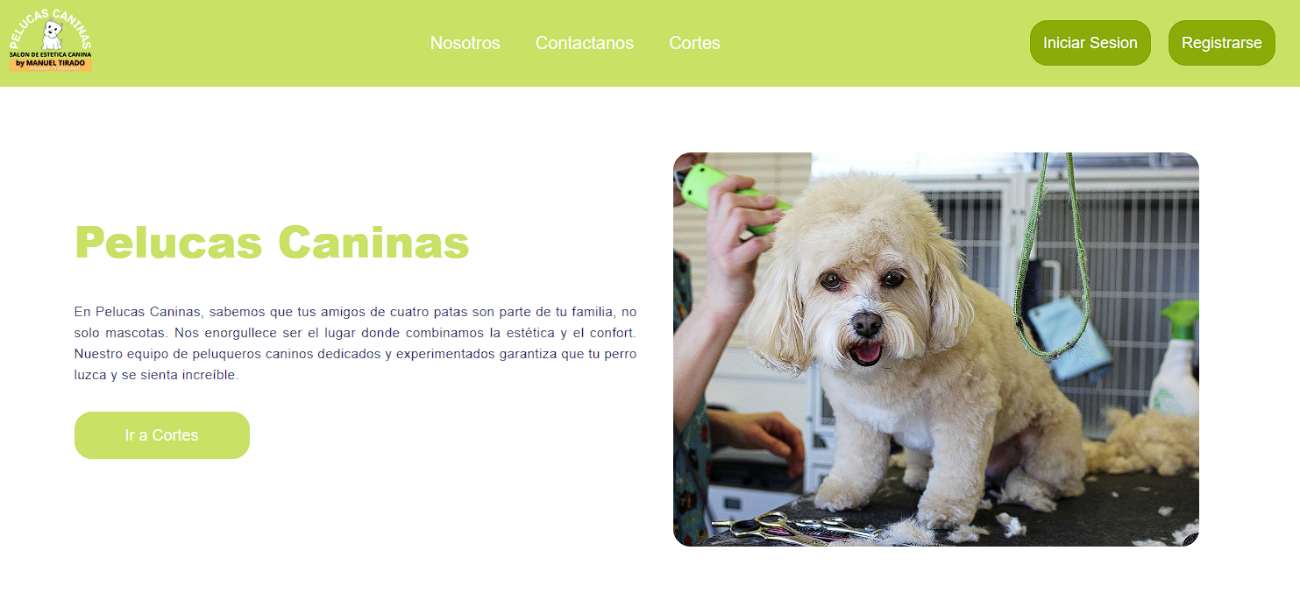 PELUCAS CANINAS
SALON DE ESTETICA CANINA
by MANUEL TIRADO
Nosotros
Contactanos
Cortes
Iniciar Sesion
Registrarse
Pelucas Caninas
En Pelucas Caninas, sabemos que tus amigos de cuatro patas son parte de tu familia, no
solo mascotas. Nos enorgullece ser el lugar donde combinamos la estética y el confort.
Nuestro equipo de peluqueros caninos dedicados y experimentados garantiza que tu perro
luzca y se sienta increíble.
Ir a Cortes